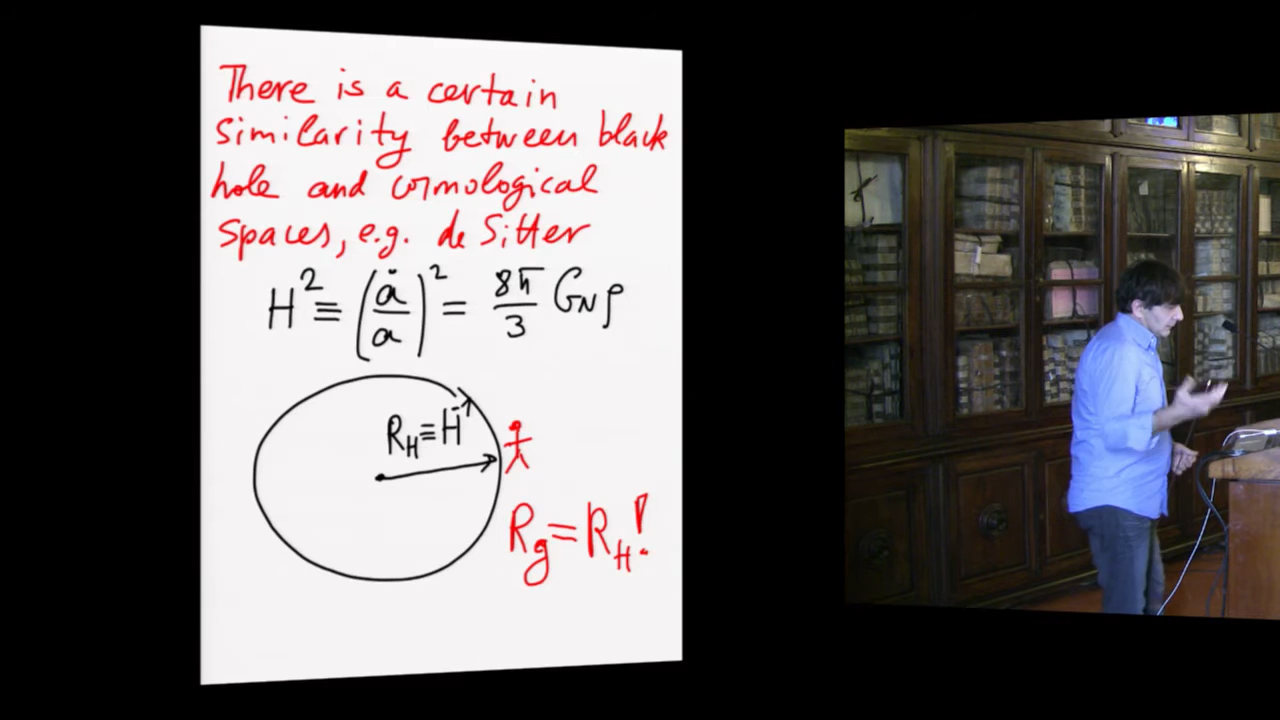 There is a certain
similarity between black
hole and cosmological
spaces, e.g. de Sitter
H² ≡ (ȧ/a)² = 8π/3 G_N ρ
R_H ≡ H⁻¹
R_g = R_H!